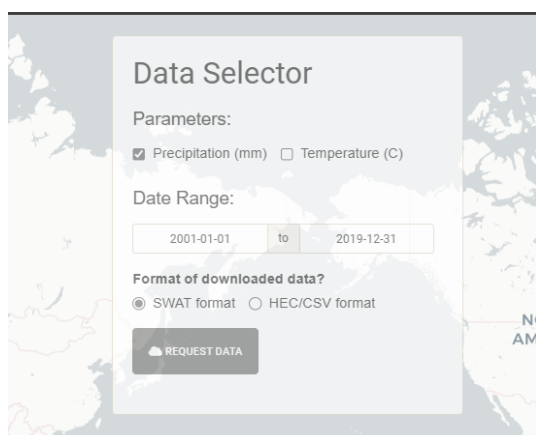 Data Selector
Parameters:
Precipitation (mm) Temperature (C)
Date Range:
2001-01-01 to 2019-12-31
Format of downloaded data?
SWAT format HEC/CSV format
REQUEST DATA
N
AM